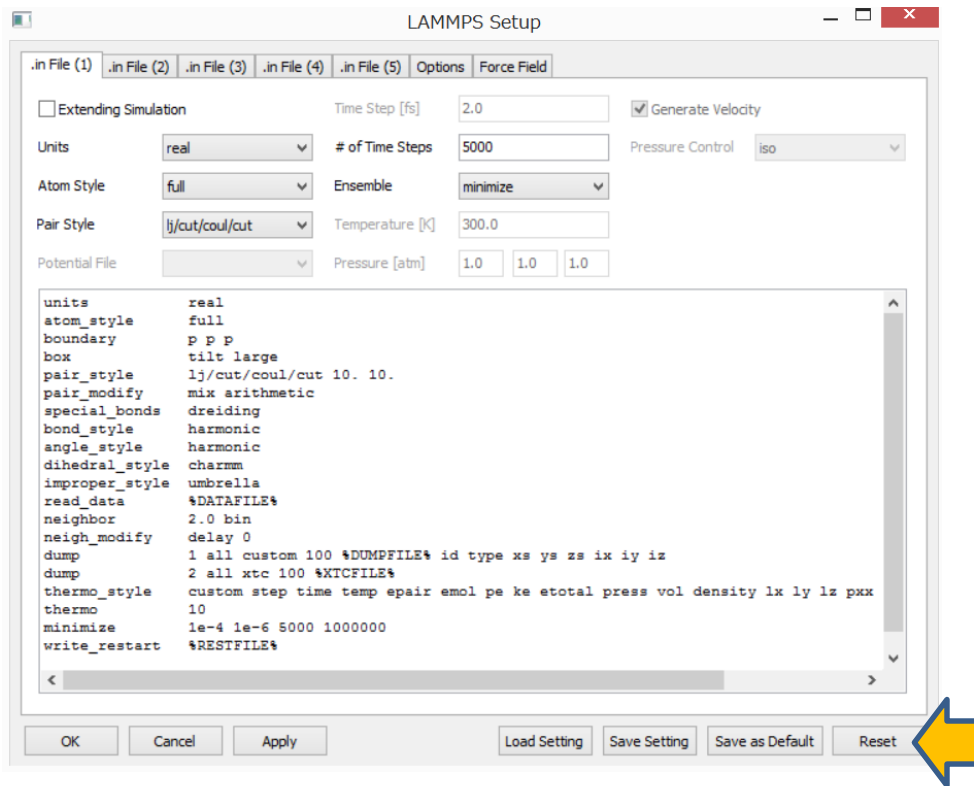 LAMMPS Setup
.in File (1) .in File (2) .in File (3) .in File (4) .in File (5) Options Force Field
Extending Simulation Time Step [fs] 2.0 Generate Velocity
Units real # of Time Steps 5000 Pressure Control iso
Atom Style full Ensemble minimize
Pair Style lj/cut/coul/cut Temperature [K] 300.0
Potential File Pressure [atm] 1.0 1.0 1.0
units real
atom_style full
boundary p p p
box tilt large
pair_style lj/cut/coul/cut 10. 10.
pair_modify mix arithmetic
special_bonds dreiding
bond_style harmonic
angle_style harmonic
dihedral_style charmm
improper_style umbrella
read_data %DATAFILE%
neighbor 2.0 bin
neigh_modify delay 0
dump 1 all custom 100 %DUMPFILE% id type xs ys zs ix iy iz
dump 2 all xtc 100 %XTCFILE%
thermo_style custom step time temp epair emol pe ke etotal press vol density lx ly lz pxx
thermo 10
minimize 1e-4 1e-6 5000 1000000
write_restart %RESTFILE%
OK Cancel Apply Load Setting Save Setting Save as Default Reset